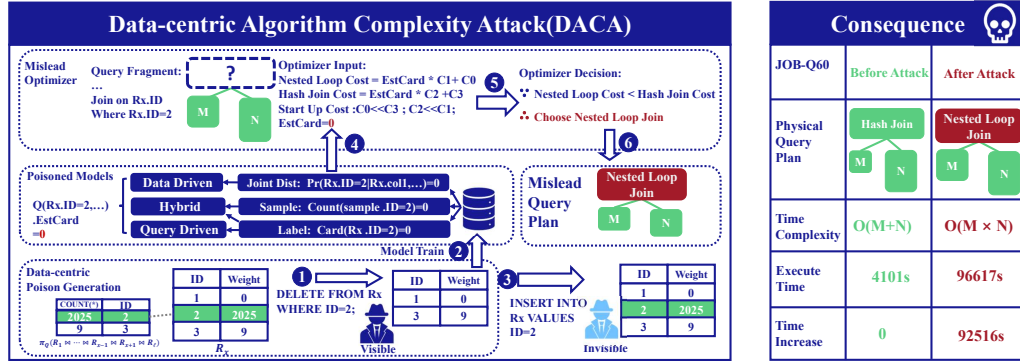 Data-centric Algorithm Complexity Attack(DACA)
Mislead
Optimizer
Query Fragment:
...
Join on Rx.ID
Where Rx.ID=2
?
M
N
Optimizer Input:
Nested Loop Cost = EstCard * C1+ C0
Hash Join Cost = EstCard * C2 +C3
Start Up Cost :C0<<C3 ; C2<<C1;
EstCard=0
5
Optimizer Decision:
∵ Nested Loop Cost < Hash Join Cost
∴ Choose Nested Loop Join
4
6
Poisoned Models
Q(Rx.ID=2,...)
.EstCard
=0
Data Driven
Joint Dist: Pr(Rx.ID=2|Rx.col1,...)=0
Hybrid
Sample: Count(sample .ID=2)=0
Query Driven
Label: Card(Rx .ID=2)=0
Model Train
2
Mislead
Query
Plan
Nested Loop
Join
M
N
Data-centric
Poison Generation
COUNT(*) ID
2025 2
9 3
π_Q(R_1 ⋈ ⋯ ⋈ R_{x−1} ⋈ R_{x+1} ⋈ R_t)
ID Weight
1 0
2 2025
3 9
R_x
1
DELETE FROM Rx
WHERE ID=2;
ID Weight
1 0
3 9
Visible
3
INSERT INTO
Rx VALUES
ID=2
ID Weight
1 0
2 2025
3 9
Invisible
Consequence
JOB-Q60 Before Attack After Attack
Physical
Query
Plan
Hash Join
M
N
Nested Loop
Join
M
N
Time
Complexity
O(M+N) O(M × N)
Execute
Time
4101s 96617s
Time
Increase
0 92516s